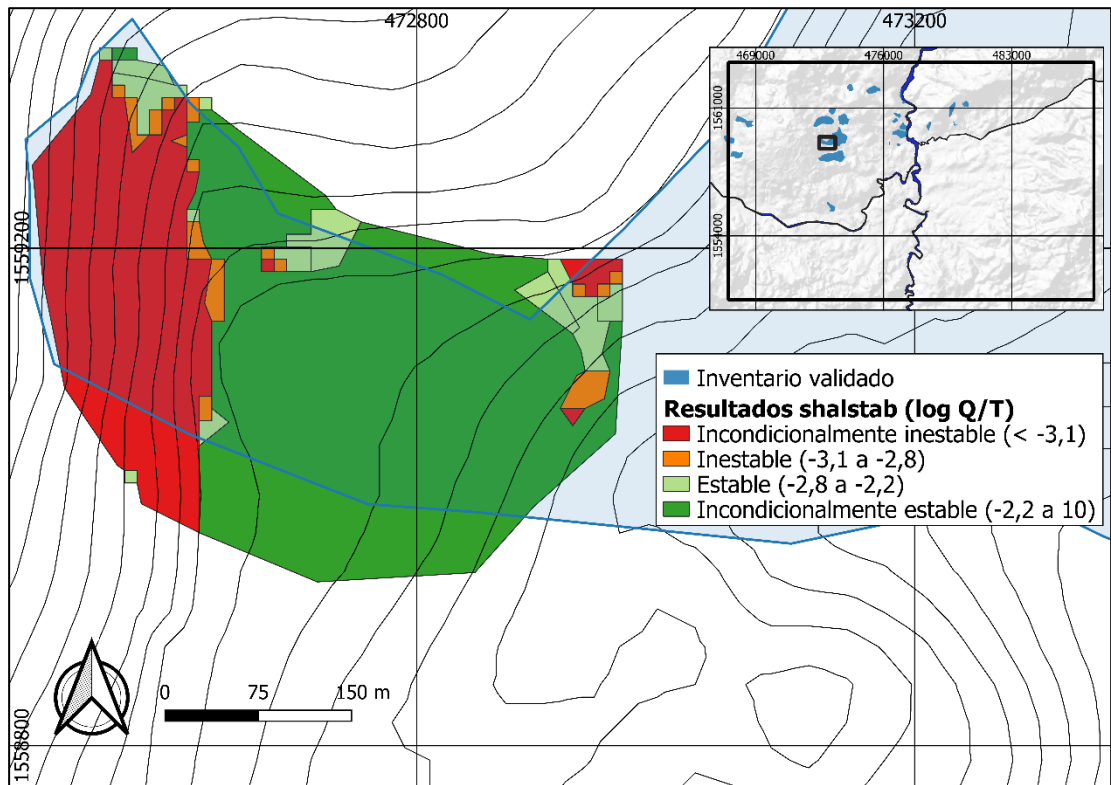 472800
473200
469000
476000
483000
1561000
1554000
1559200
Inventario validado
Resultados shalstab (log Q/T)
Incondicionalmente inestable (< -3,1)
Inestable (-3,1 a -2,8)
Estable (-2,8 a -2,2)
Incondicionalmente estable (-2,2 a 10)
0 75 150 m
1558800